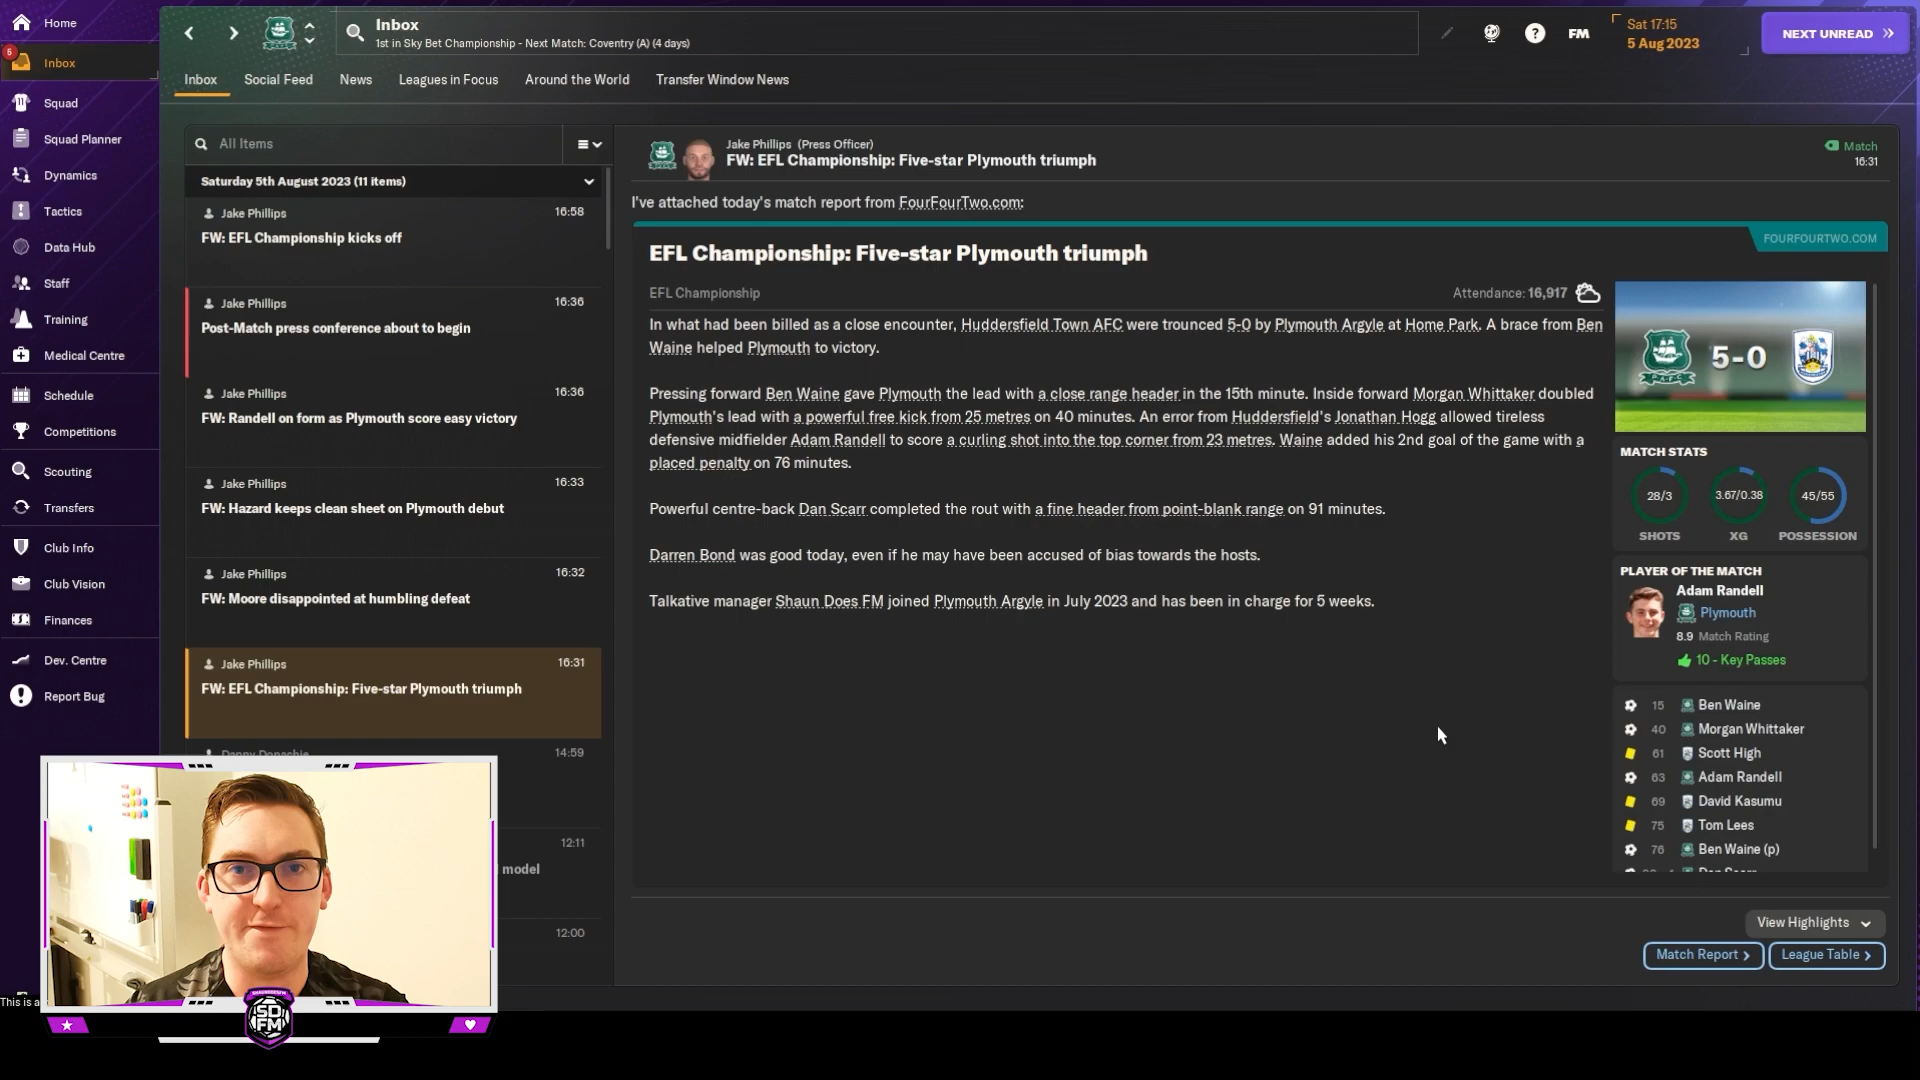 Home
5
Inbox
Squad
Squad Planner
Dynamics
Tactics
Data Hub
Staff
Training
Medical Centre
Schedule
Competitions
Scouting
Transfers
Club Info
Club Vision
Finances
Dev. Centre
Report Bug
Inbox
1st in Sky Bet Championship - Next Match: Coventry (A) (4 days)
FM
Sat 17:15
5 Aug 2023
NEXT UNREAD
Inbox Social Feed News Leagues in Focus Around the World Transfer Window News
All Items
Saturday 5th August 2023 (11 items)
Jake Phillips 16:58
FW: EFL Championship kicks off
Jake Phillips 16:36
Post-Match press conference about to begin
Jake Phillips 16:36
FW: Randell on form as Plymouth score easy victory
Jake Phillips 16:33
FW: Hazard keeps clean sheet on Plymouth debut
Jake Phillips 16:32
FW: Moore disappointed at humbling defeat
Jake Phillips 16:31
FW: EFL Championship: Five-star Plymouth triumph
Danny Donachie 14:59
12:11
model
12:00
Jake Phillips (Press Officer)
FW: EFL Championship: Five-star Plymouth triumph
Match
16:31
I've attached today's match report from FourFourTwo.com:
FOURFOURTWO.COM
EFL Championship: Five-star Plymouth triumph
EFL Championship
Attendance: 16,917
In what had been billed as a close encounter, Huddersfield Town AFC were trounced 5-0 by Plymouth Argyle at Home Park. A brace from Ben
Waine helped Plymouth to victory.
Pressing forward Ben Waine gave Plymouth the lead with a close range header in the 15th minute. Inside forward Morgan Whittaker doubled
Plymouth's lead with a powerful free kick from 25 metres on 40 minutes. An error from Huddersfield's Jonathan Hogg allowed tireless
defensive midfielder Adam Randell to score a curling shot into the top corner from 23 metres. Waine added his 2nd goal of the game with a
placed penalty on 76 minutes.
Powerful centre-back Dan Scarr completed the rout with a fine header from point-blank range on 91 minutes.
Darren Bond was good today, even if he may have been accused of bias towards the hosts.
Talkative manager Shaun Does FM joined Plymouth Argyle in July 2023 and has been in charge for 5 weeks.
5-0
MATCH STATS
28/3 3.67/0.38 45/55
SHOTS XG POSSESSION
PLAYER OF THE MATCH
Adam Randell
Plymouth
8.9 Match Rating
10 - Key Passes
15 Ben Waine
40 Morgan Whittaker
61 Scott High
63 Adam Randell
69 David Kasumu
75 Tom Lees
76 Ben Waine (p)
Dan Scarr
View Highlights
Match Report
League Table
This is a
SHAUNDOESFM
SD
FM